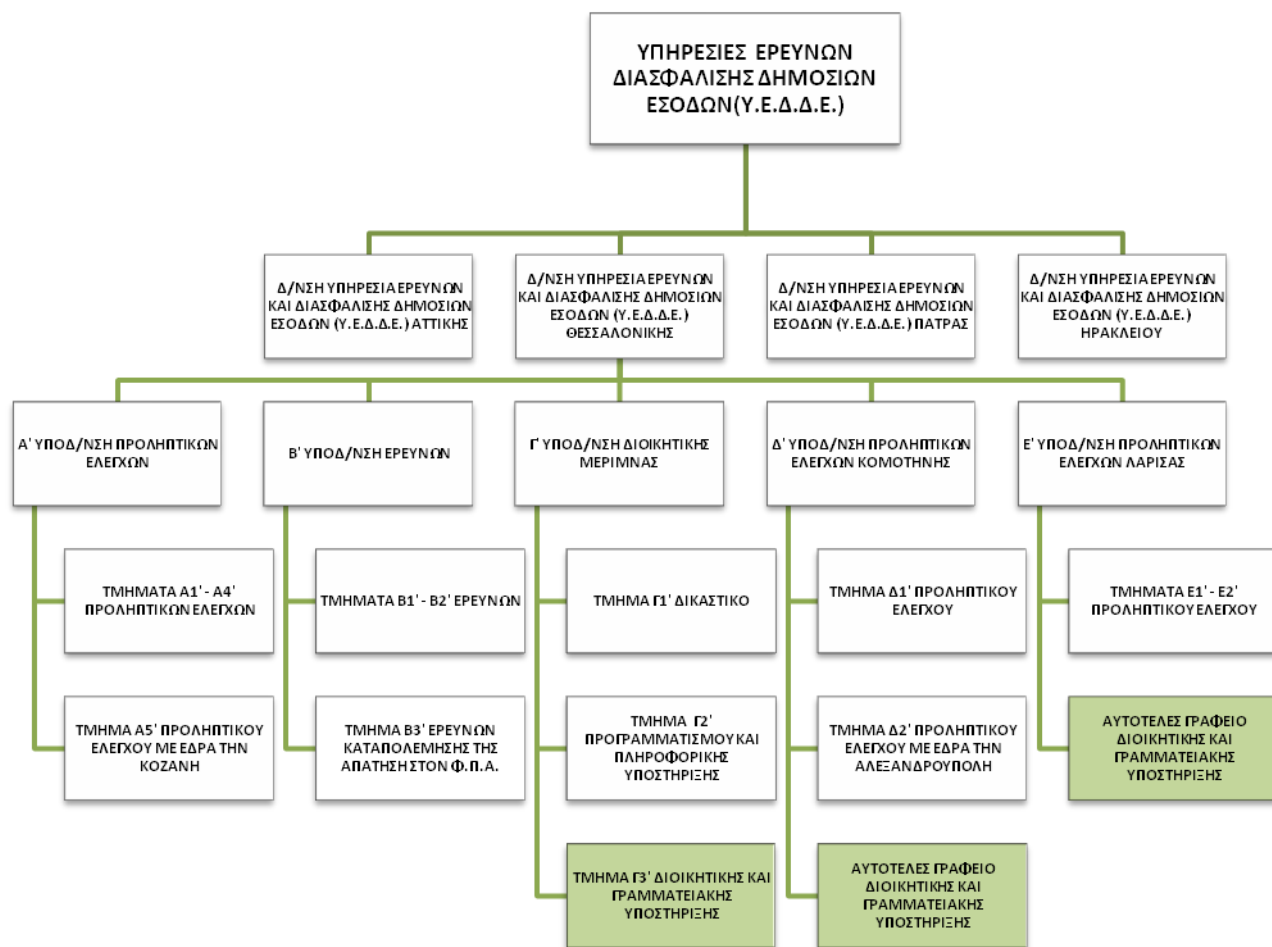 ΥΠΗΡΕΣΙΕΣ ΕΡΕΥΝΩΝ
ΔΙΑΣΦΑΛΙΣΗΣ ΔΗΜΟΣΙΩΝ
ΕΣΟΔΩΝ(Υ.Ε.Δ.Δ.Ε.)
Δ/ΝΣΗ ΥΠΗΡΕΣΙΑ ΕΡΕΥΝΩΝ
ΚΑΙ ΔΙΑΣΦΑΛΙΣΗΣ ΔΗΜΟΣΙΩΝ
ΕΣΟΔΩΝ (Υ.Ε.Δ.Δ.Ε.) ΑΤΤΙΚΗΣ
Δ/ΝΣΗ ΥΠΗΡΕΣΙΑ ΕΡΕΥΝΩΝ
ΚΑΙ ΔΙΑΣΦΑΛΙΣΗΣ ΔΗΜΟΣΙΩΝ
ΕΣΟΔΩΝ (Υ.Ε.Δ.Δ.Ε.)
ΘΕΣΣΑΛΟΝΙΚΗΣ
Δ/ΝΣΗ ΥΠΗΡΕΣΙΑ ΕΡΕΥΝΩΝ
ΚΑΙ ΔΙΑΣΦΑΛΙΣΗΣ ΔΗΜΟΣΙΩΝ
ΕΣΟΔΩΝ (Υ.Ε.Δ.Δ.Ε.) ΠΑΤΡΑΣ
Δ/ΝΣΗ ΥΠΗΡΕΣΙΑ ΕΡΕΥΝΩΝ
ΚΑΙ ΔΙΑΣΦΑΛΙΣΗΣ ΔΗΜΟΣΙΩΝ
ΕΣΟΔΩΝ (Υ.Ε.Δ.Δ.Ε.)
ΗΡΑΚΛΕΙΟΥ
Α' ΥΠΟΔ/ΝΣΗ ΠΡΟΛΗΠΤΙΚΩΝ
ΕΛΕΓΧΩΝ
Β' ΥΠΟΔ/ΝΣΗ ΕΡΕΥΝΩΝ
Γ' ΥΠΟΔ/ΝΣΗ ΔΙΟΙΚΗΤΙΚΗΣ
ΜΕΡΙΜΝΑΣ
Δ' ΥΠΟΔ/ΝΣΗ ΠΡΟΛΗΠΤΙΚΩΝ
ΕΛΕΓΧΩΝ ΚΟΜΟΤΗΝΗΣ
Ε' ΥΠΟΔ/ΝΣΗ ΠΡΟΛΗΠΤΙΚΩΝ
ΕΛΕΓΧΩΝ ΛΑΡΙΣΑΣ
ΤΜΗΜΑΤΑ Α1' - Α4'
ΠΡΟΛΗΠΤΙΚΩΝ ΕΛΕΓΧΩΝ
ΤΜΗΜΑΤΑ Β1' - Β2' ΕΡΕΥΝΩΝ
ΤΜΗΜΑ Γ1' ΔΙΚΑΣΤΙΚΟ
ΤΜΗΜΑ Δ1' ΠΡΟΛΗΠΤΙΚΟΥ
ΕΛΕΓΧΟΥ
ΤΜΗΜΑΤΑ Ε1' - Ε2'
ΠΡΟΛΗΠΤΙΚΟΥ ΕΛΕΓΧΟΥ
ΤΜΗΜΑ Α5' ΠΡΟΛΗΠΤΙΚΟΥ
ΕΛΕΓΧΟΥ ΜΕ ΕΔΡΑ ΤΗΝ
ΚΟΖΑΝΗ
ΤΜΗΜΑ Β3' ΕΡΕΥΝΩΝ
ΚΑΤΑΠΟΛΕΜΗΣΗΣ ΤΗΣ
ΑΠΑΤΗΣ ΣΤΟΝ Φ.Π.Α.
ΤΜΗΜΑ Γ2'
ΠΡΟΓΡΑΜΜΑΤΙΣΜΟΥ ΚΑΙ
ΠΛΗΡΟΦΟΡΙΚΗΣ
ΥΠΟΣΤΗΡΙΞΗΣ
ΤΜΗΜΑ Δ2' ΠΡΟΛΗΠΤΙΚΟΥ
ΕΛΕΓΧΟΥ ΜΕ ΕΔΡΑ ΤΗΝ
ΑΛΕΞΑΝΔΡΟΥΠΟΛΗ
ΑΥΤΟΤΕΛΕΣ ΓΡΑΦΕΙΟ
ΔΙΟΙΚΗΤΙΚΗΣ ΚΑΙ
ΓΡΑΜΜΑΤΕΙΑΚΗΣ
ΥΠΟΣΤΗΡΙΞΗΣ
ΤΜΗΜΑ Γ3' ΔΙΟΙΚΗΤΙΚΗΣ ΚΑΙ
ΓΡΑΜΜΑΤΕΙΑΚΗΣ
ΥΠΟΣΤΗΡΙΞΗΣ
ΑΥΤΟΤΕΛΕΣ ΓΡΑΦΕΙΟ
ΔΙΟΙΚΗΤΙΚΗΣ ΚΑΙ
ΓΡΑΜΜΑΤΕΙΑΚΗΣ
ΥΠΟΣΤΗΡΙΞΗΣ